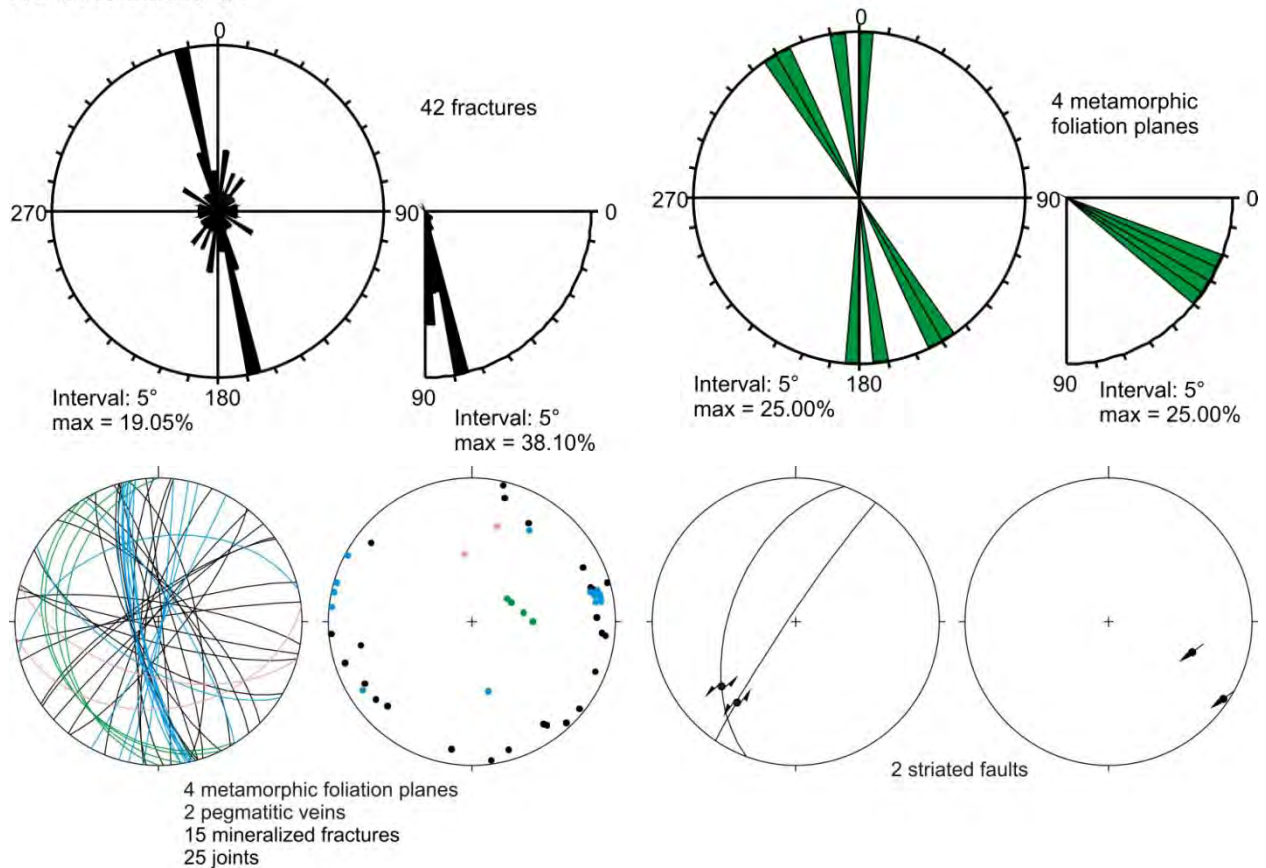 0
270
180
Interval: 5°
max = 19.05%
42 fractures
90
0
90
Interval: 5°
max = 38.10%
0
180
Interval: 5°
max = 25.00%
4 metamorphic
foliation planes
90
0
90
Interval: 5°
max = 25.00%
4 metamorphic foliation planes
2 pegmatitic veins
15 mineralized fractures
25 joints
2 striated faults